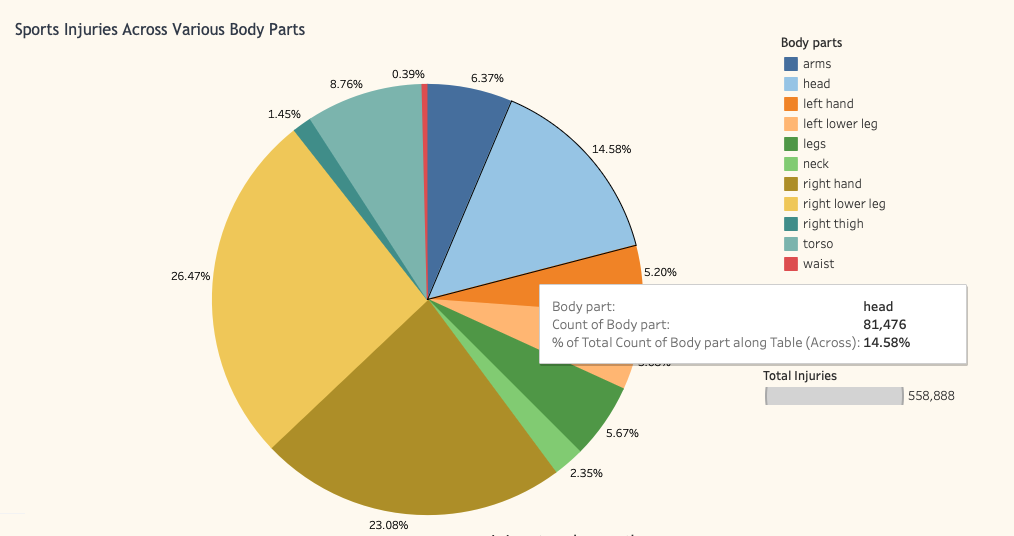 Sports Injuries Across Various Body Parts
0.39%
6.37%
8.76%
1.45%
14.58%
26.47%
5.20%
5.67%
2.35%
23.08%
Body parts
arms
head
left hand
left lower leg
legs
neck
right hand
right lower leg
right thigh
torso
waist
Body part: head
Count of Body part: 81,476
% of Total Count of Body part along Table (Across): 14.58%
Total Injuries
558,888